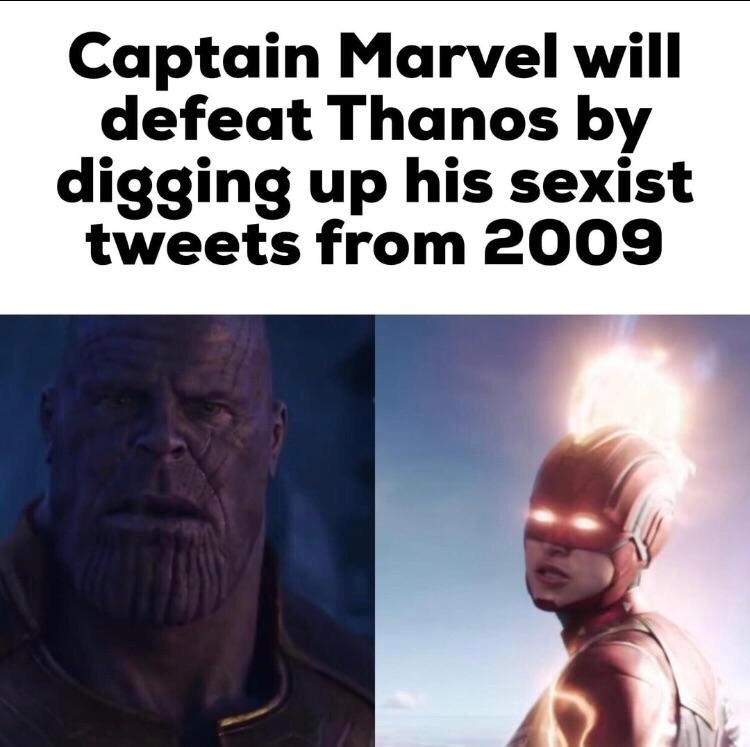 Captain Marvel will
defeat Thanos by
digging up his sexist
tweets from 2009